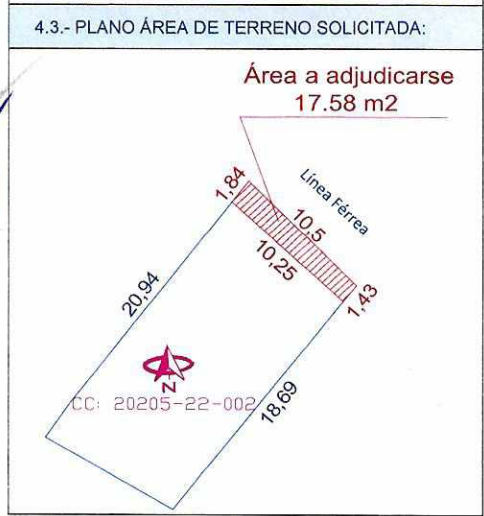 4.3.- PLANO ÁREA DE TERRENO SOLICITADA:
Área a adjudicarse
17.58 m2
Línea Férrea
1,84
10,5
10,25
1,43
20,94
N
CC: 20205-22-002
18,69